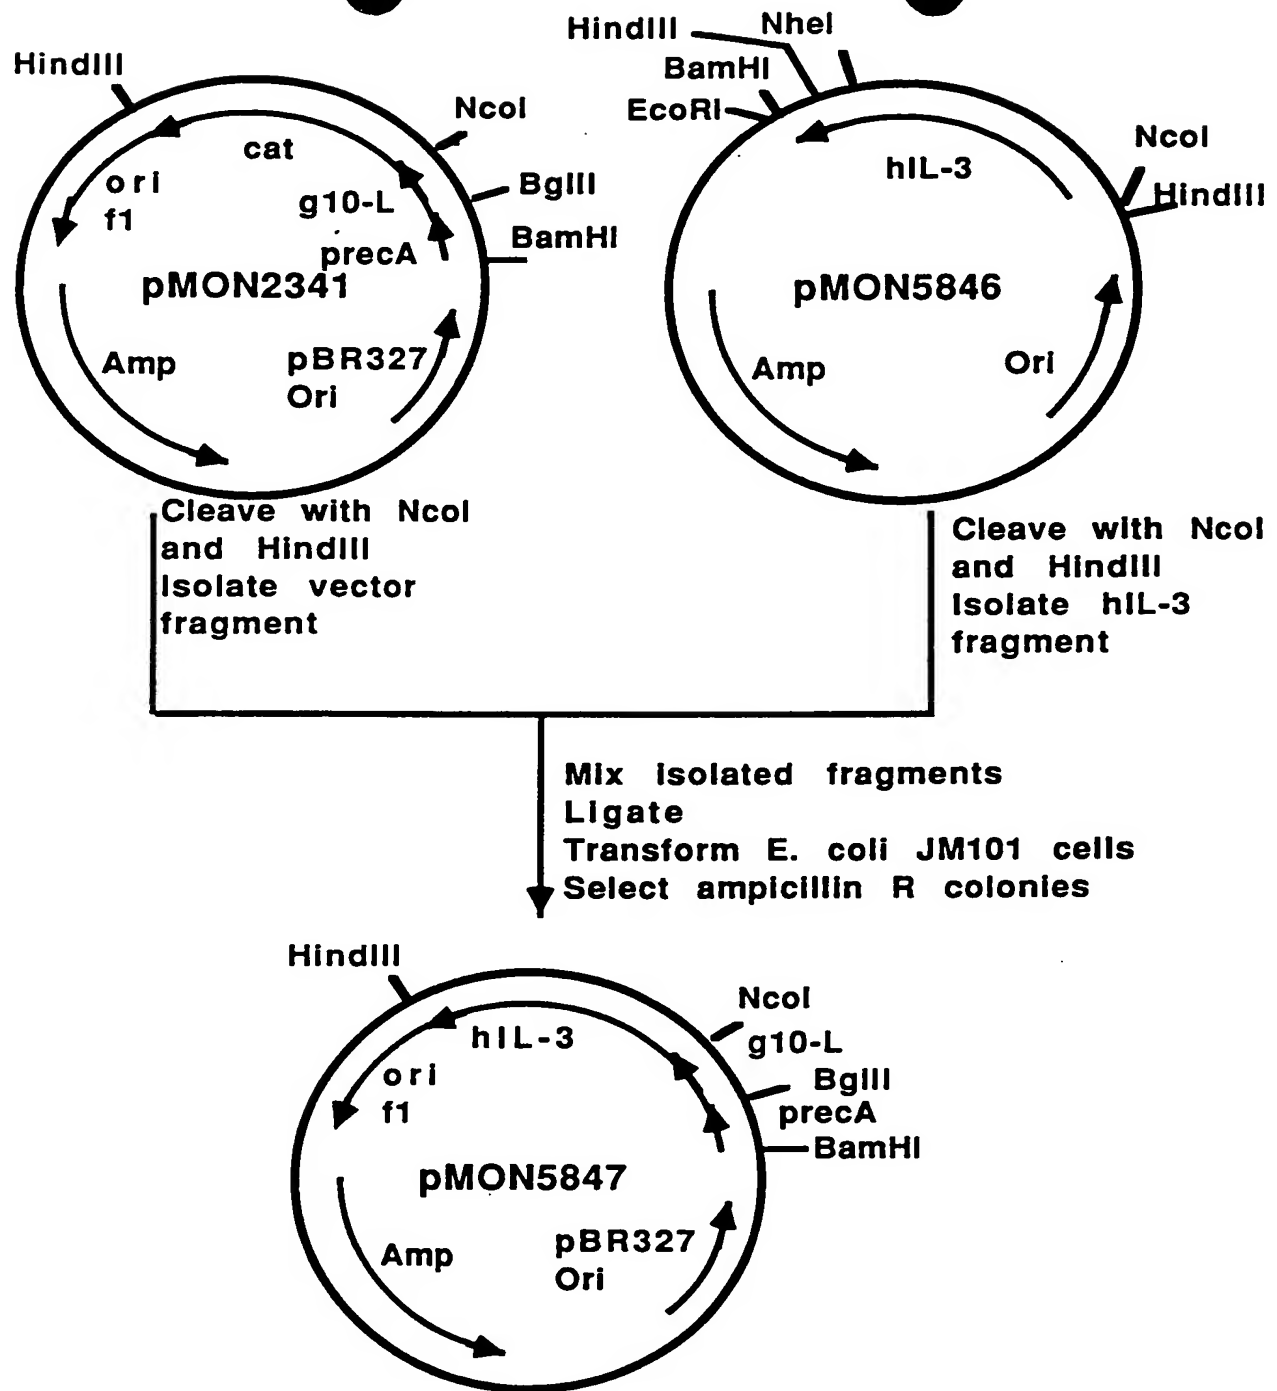 HindIII
NcoI
cat
ori
f1
g10-L
BglII
precA
BamHI
pMON2341
Amp
pBR327
Ori
HindIII
NheI
BamHI
EcoRI
NcoI
HindIII
hIL-3
pMON5846
Amp
Ori
Cleave with NcoI
and HindIII
Isolate vector
fragment
Cleave with NcoI
and HindIII
Isolate hIL-3
fragment
Mix isolated fragments
Ligate
Transform E. coli JM101 cells
Select ampicillin R colonies
HindIII
NcoI
hIL-3
g10-L
ori
f1
BglII
precA
BamHI
pMON5847
Amp
pBR327
Ori